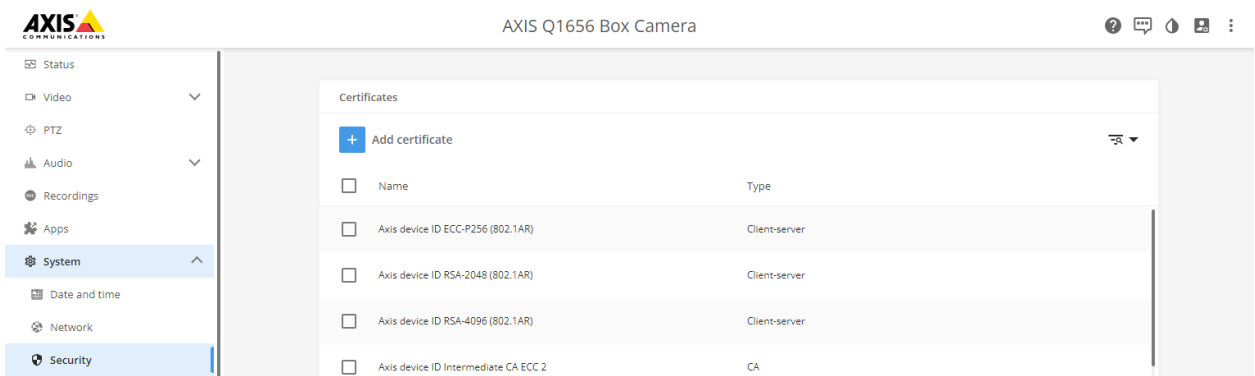 AXIS
COMMUNICATIONS
AXIS Q1656 Box Camera
Status
Video
PTZ
Audio
Recordings
Apps
System
Date and time
Network
Security
Certificates
Add certificate
Name Type
Axis device ID ECC-P256 (802.1AR) Client-server
Axis device ID RSA-2048 (802.1AR) Client-server
Axis device ID RSA-4096 (802.1AR) Client-server
Axis device ID Intermediate CA ECC 2 CA